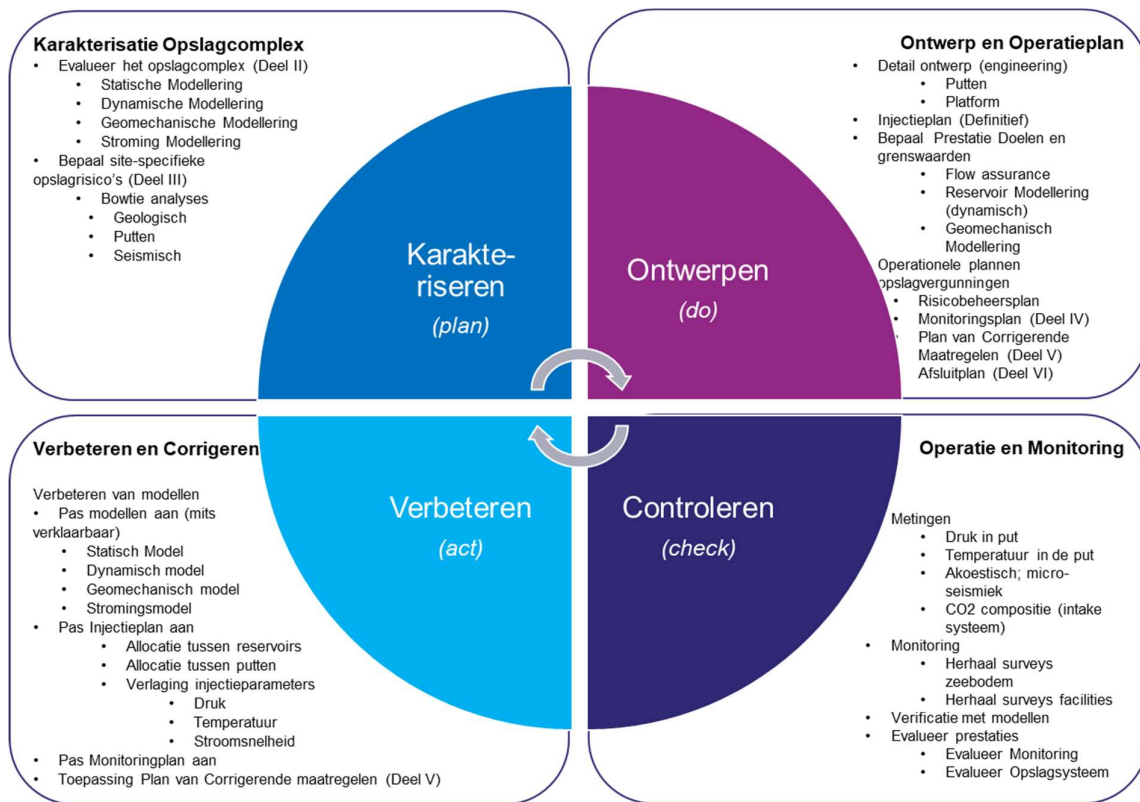 Karakterisatie Opslagcomplex
• Evalueer het opslagcomplex (Deel II)
• Statische Modellering
• Dynamische Modellering
• Geomechanische Modellering
• Stroming Modellering
• Bepaal site-specifieke
opslagrisico's (Deel III)
• Bowtie analyses
• Geologisch
• Putten
• Seismisch
Ontwerp en Operatieplan
• Detail ontwerp (engineering)
• Putten
• Platform
• Injectieplan (Definitief)
• Bepaal Prestatie Doelen en
grenswaarden
• Flow assurance
• Reservoir Modellering
(dynamisch)
• Geomechanisch
Modellering
Operationele plannen
opslagvergunningen
• Risicobeheersplan
• Monitoringsplan (Deel IV)
• Plan van Corrigerende
Maatregelen (Deel V)
Afsluitplan (Deel VI)
Karakte-
riseren
(plan)
Ontwerpen
(do)
Verbeteren
(act)
Controleren
(check)
Verbeteren en Corrigeren
Verbeteren van modellen
• Pas modellen aan (mits
verklaarbaar)
• Statisch Model
• Dynamisch model
• Geomechanisch model
• Stromingsmodel
• Pas Injectieplan aan
• Allocatie tussen reservoirs
• Allocatie tussen putten
• Verlaging injectieparameters
• Druk
• Temperatuur
• Stroomsnelheid
• Pas Monitoringplan aan
• Toepassing Plan van Corrigerende maatregelen (Deel V)
Operatie en Monitoring
Metingen
• Druk in put
• Temperatuur in de put
• Akoestisch; micro-
seismiek
• CO2 compositie (intake
systeem)
• Monitoring
• Herhaal surveys
zeebodem
• Herhaal surveys facilities
• Verificatie met modellen
• Evalueer prestaties
• Evalueer Monitoring
• Evalueer Opslagsysteem